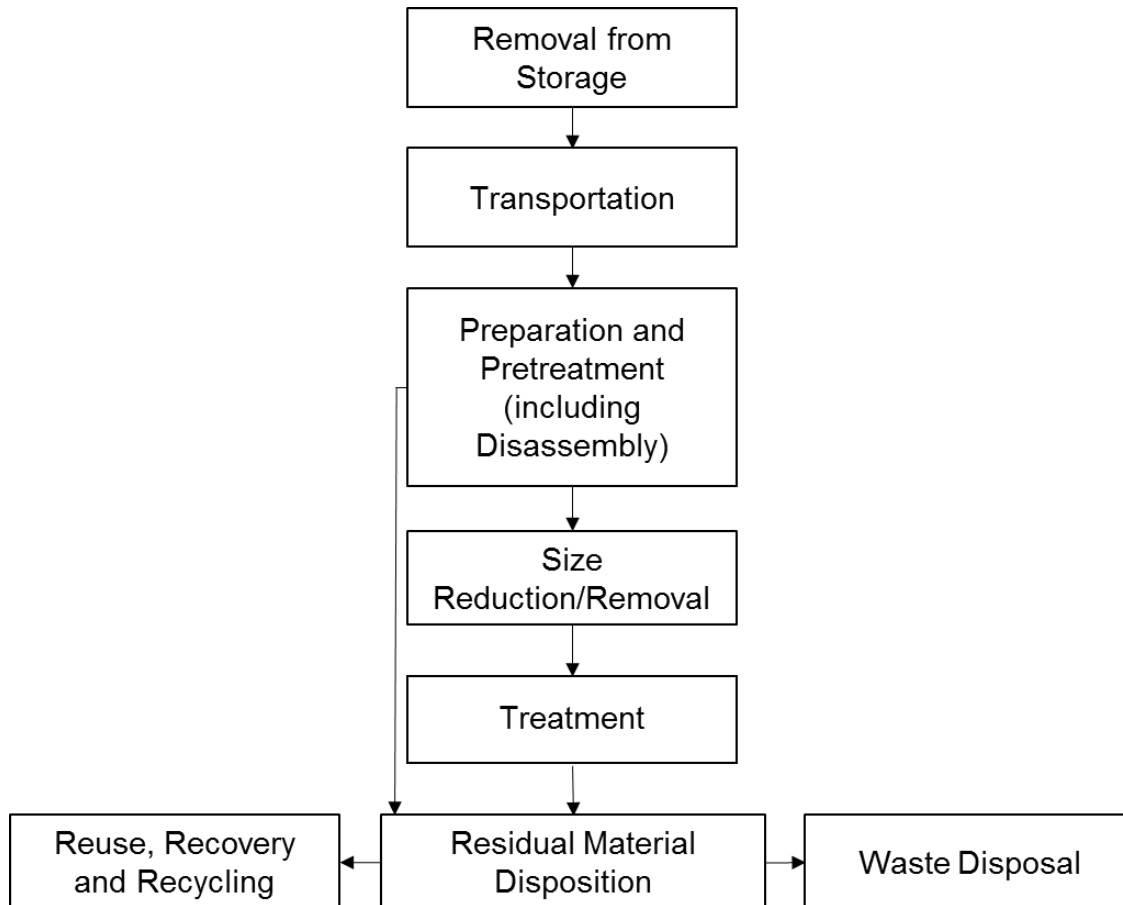 Removal from
Storage
Transportation
Preparation and
Pretreatment
(including
Disassembly)
Size
Reduction/Removal
Treatment
Reuse, Recovery
and Recycling
Residual Material
Disposition
Waste Disposal